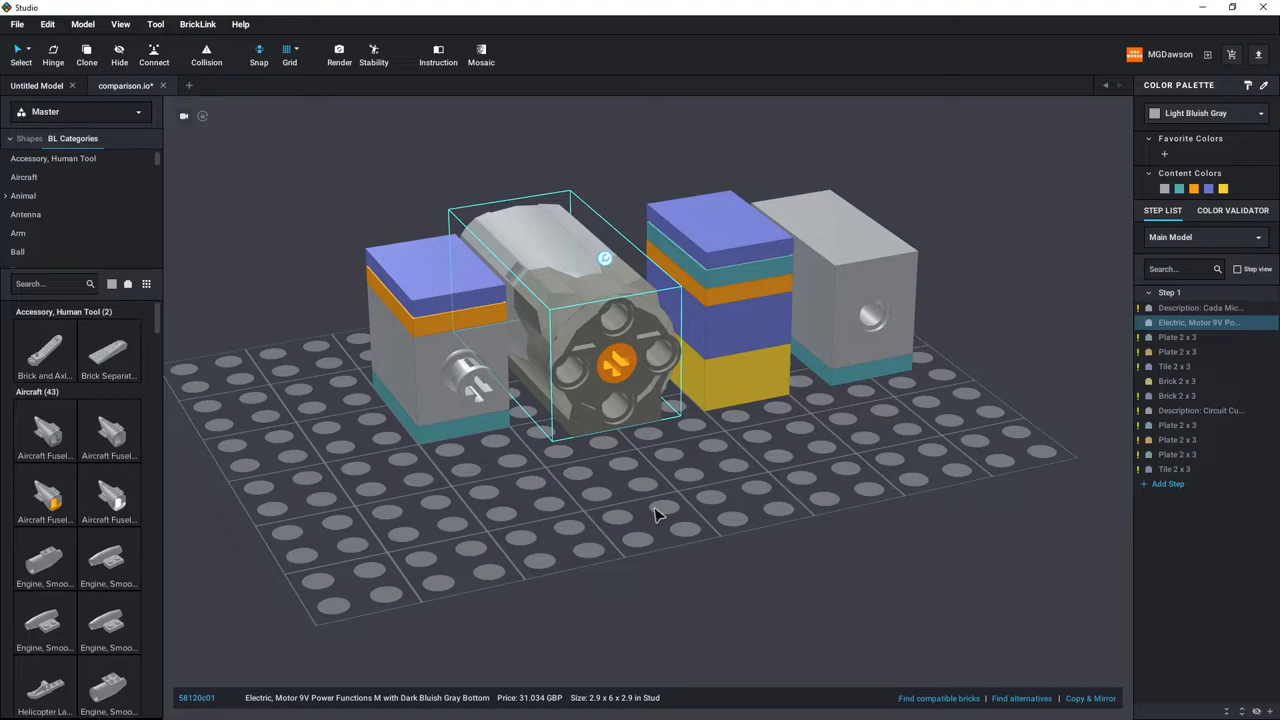 Studio
File Edit Model View Tool BrickLink Help
Select Hinge Clone Hide Connect Collision Snap Grid Render Stability Instruction Mosaic
MGDawson
Untitled Model comparison.io*
Master
Shapes BL Categories
Accessory, Human Tool
Aircraft
Animal
Antenna
Arm
Ball
Search...
Accessory, Human Tool (2)
Brick and Axl... Brick Separat...
Aircraft (43)
Aircraft Fusel... Aircraft Fusel...
Aircraft Fusel... Aircraft Fusel...
Engine, Smoo... Engine, Smoo...
Engine, Smoo... Engine, Smoo...
Helicopter La... Engine, Smoo...
58120c01 Electric, Motor 9V Power Functions M with Dark Bluish Gray Bottom Price: 31.034 GBP Size: 2.9 x 6 x 2.9 in Stud
Find compatible bricks | Find alternatives | Copy & Mirror
COLOR PALETTE
Light Bluish Gray
Favorite Colors
Content Colors
STEP LIST COLOR VALIDATOR
Main Model
Search... Step view
Step 1
Description: Cada Mic...
Electric, Motor 9V Po...
Plate 2 x 3
Plate 2 x 3
Tile 2 x 3
Brick 2 x 3
Brick 2 x 3
Description: Circuit Cu...
Plate 2 x 3
Plate 2 x 3
Plate 2 x 3
Tile 2 x 3
Add Step